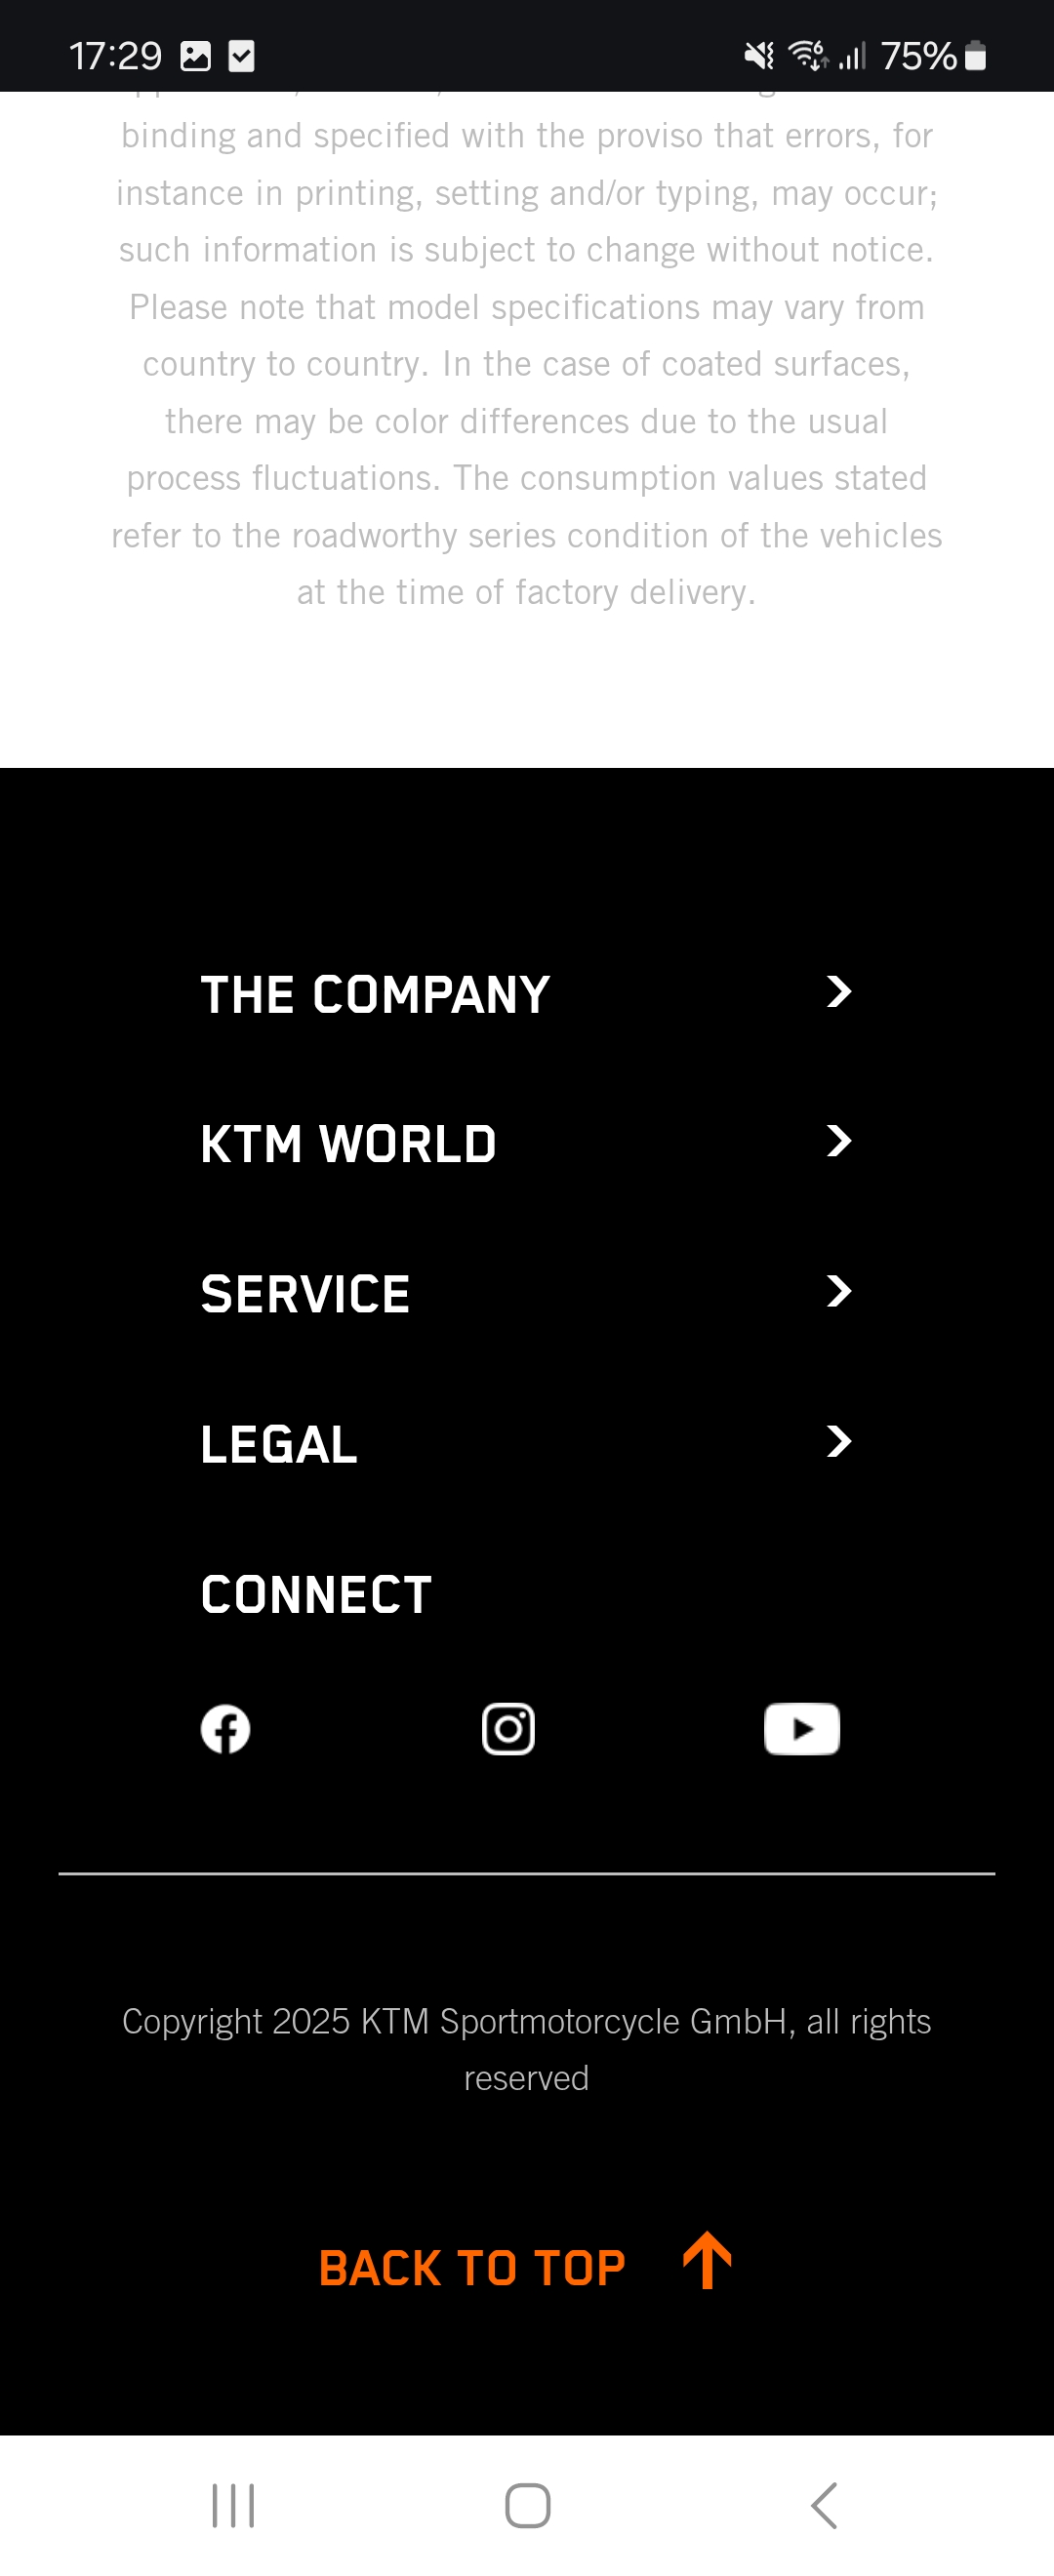 17:29
6
75%
binding and specified with the proviso that errors, for
instance in printing, setting and/or typing, may occur;
such information is subject to change without notice.
Please note that model specifications may vary from
country to country. In the case of coated surfaces,
there may be color differences due to the usual
process fluctuations. The consumption values stated
refer to the roadworthy series condition of the vehicles
at the time of factory delivery.
THE COMPANY
KTM WORLD
SERVICE
LEGAL
CONNECT
Copyright 2025 KTM Sportmotorcycle GmbH, all rights
reserved
BACK TO TOP